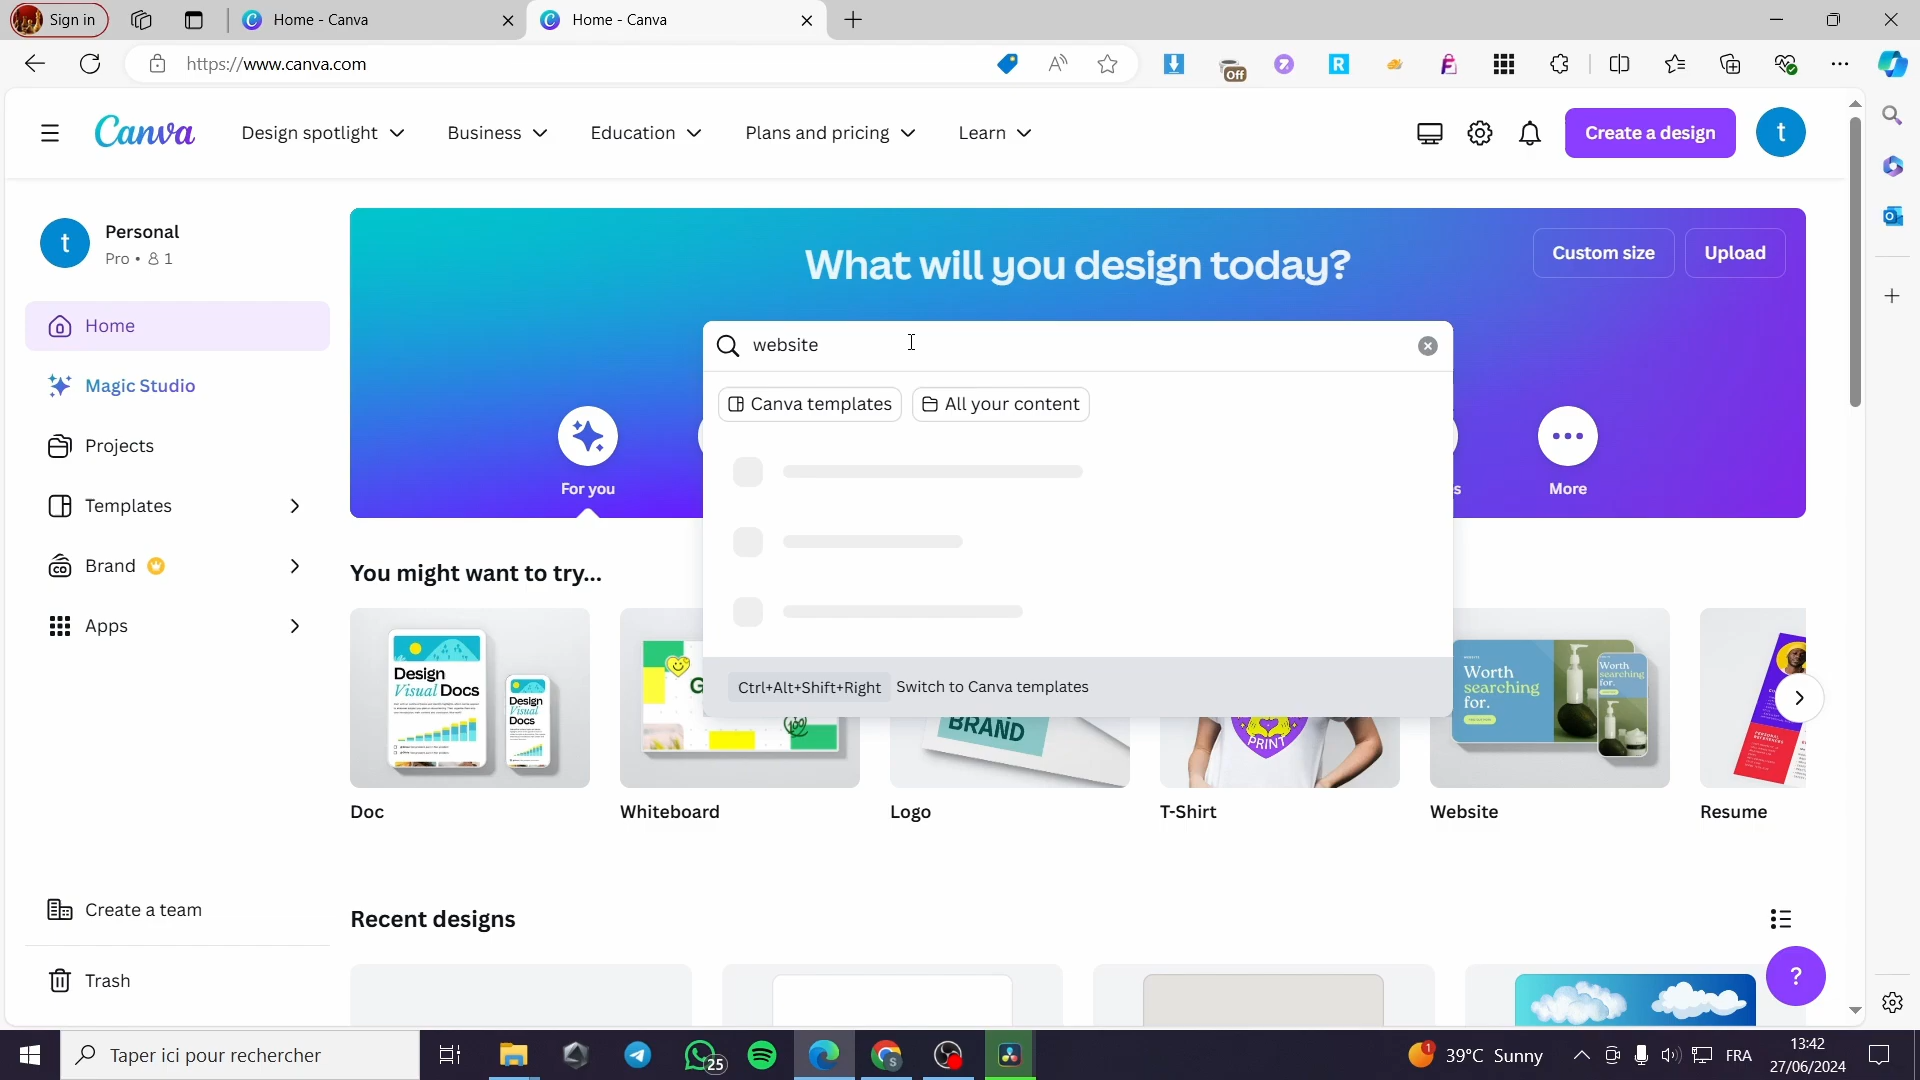 Sign in
Home - Canva
Home - Canva
https://www.canva.com
Off
Canva
Design spotlight
Business
Education
Plans and pricing
Learn
Create a design
t
t
Personal
Pro • 1
Home
Magic Studio
Projects
Templates
Brand
Apps
Create a team
Trash
What will you design today?
Custom size
Upload
website
Canva templates
All your content
Ctrl+Alt+Shift+Right Switch to Canva templates
For you
s
More
You might want to try...
Design
Visual Docs
Design
Visual
Docs
G
100
BRAND
PRINT
Worth
searching
for.
Worth
searching
for.
Doc
Whiteboard
Logo
T-Shirt
Website
Resume
Recent designs
?
Taper ici pour rechercher
25
1
39°C Sunny
FRA
13:42
27/06/2024